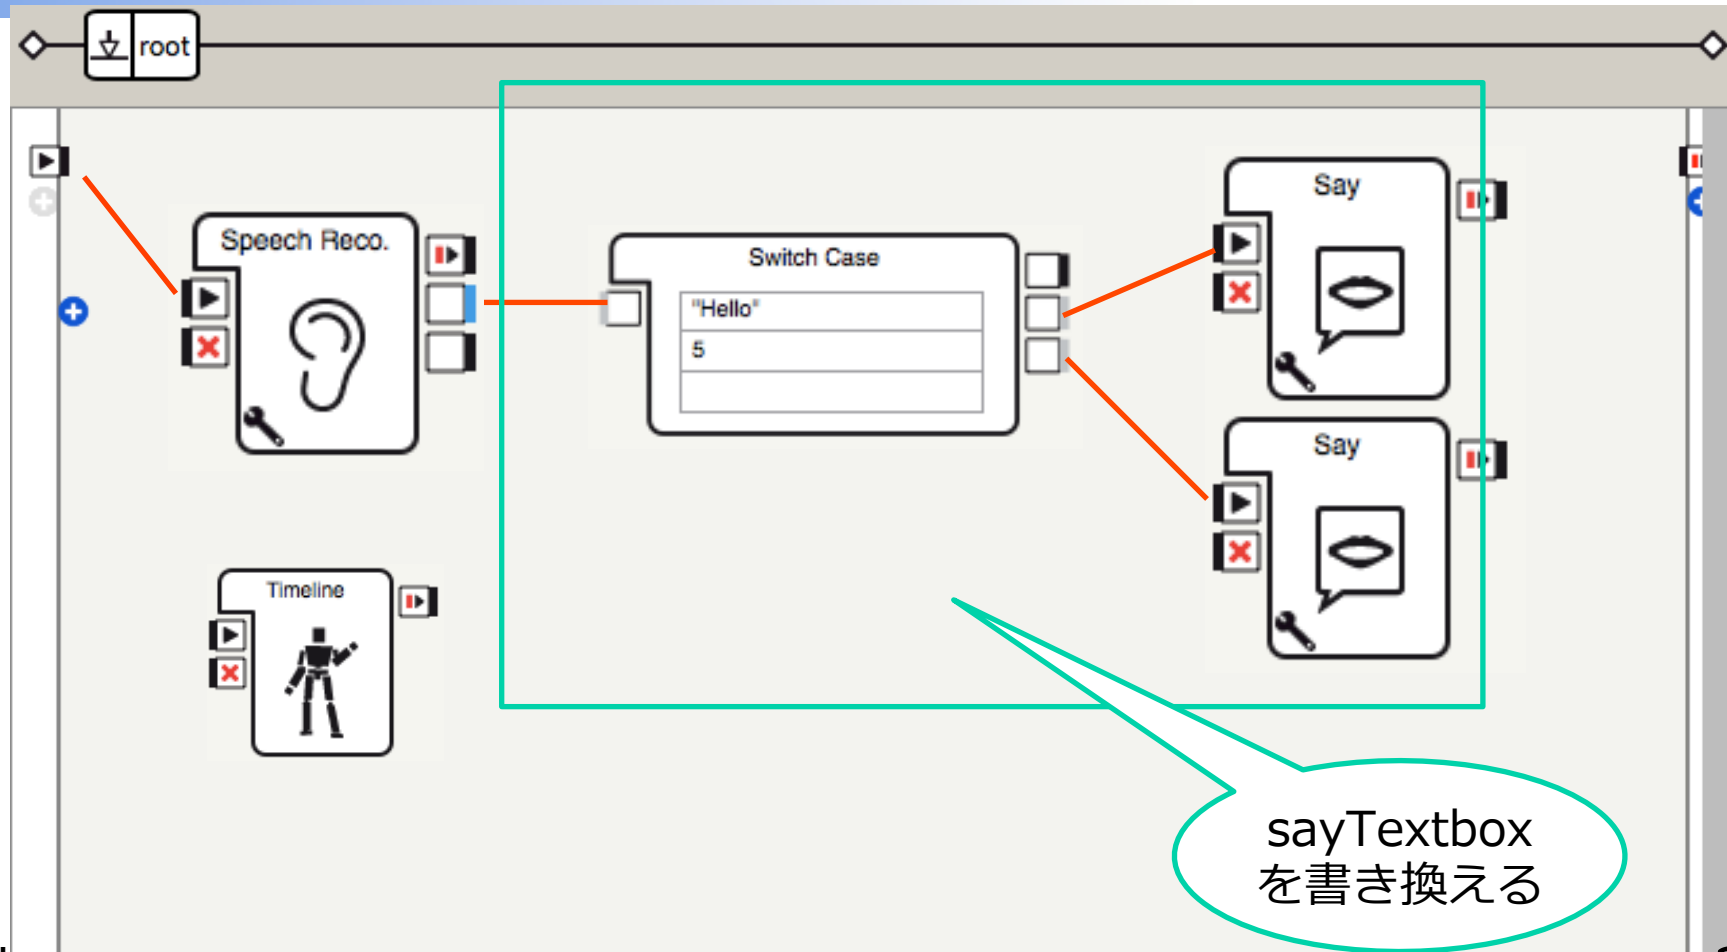 root
Speech Reco.
Switch Case
"Hello"
5
Say
Say
Timeline
sayTextbox
を書き換える